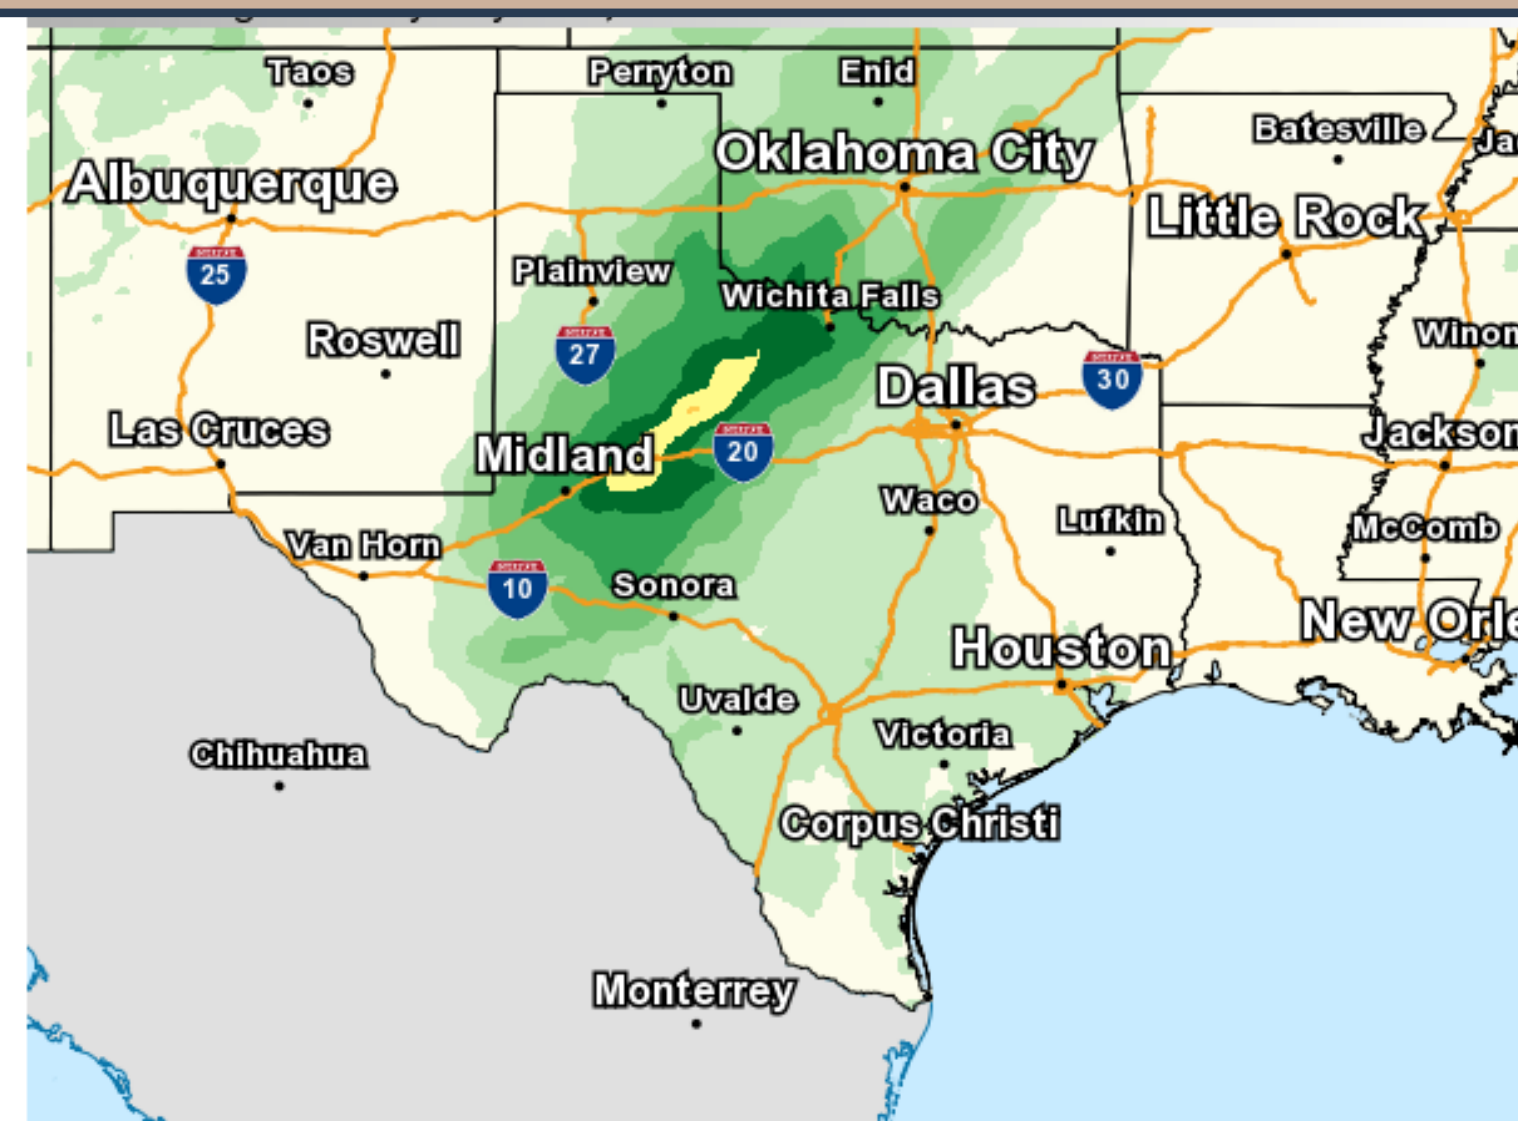 Taos
Perryton
Enid
Batesville
Oklahoma City
Albuquerque
Little Rock
25
Plainview
Wichita Falls
Roswell
27
30
Dallas
Las Cruces
Jackson
Midland
20
Waco
Lufkin
McComb
Van Horn
10
Sonora
Houston
New Orle
Uvalde
Victoria
Chihuahua
Corpus Christi
Monterrey
Winon
Ja